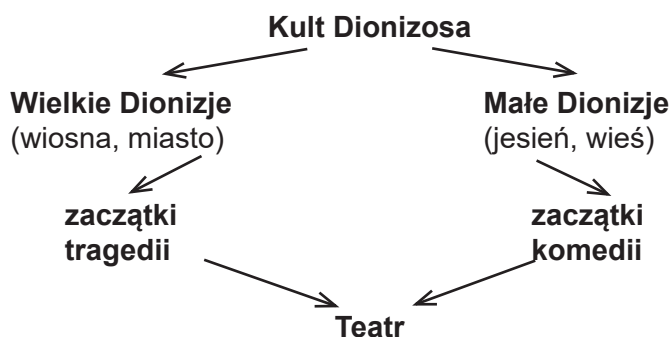 Kult Dionizosa
Wielkie Dionizje
(wiosna, miasto)
Małe Dionizje
(jesień, wieś)
zaczątki
tragedii
zaczątki
komedii
Teatr